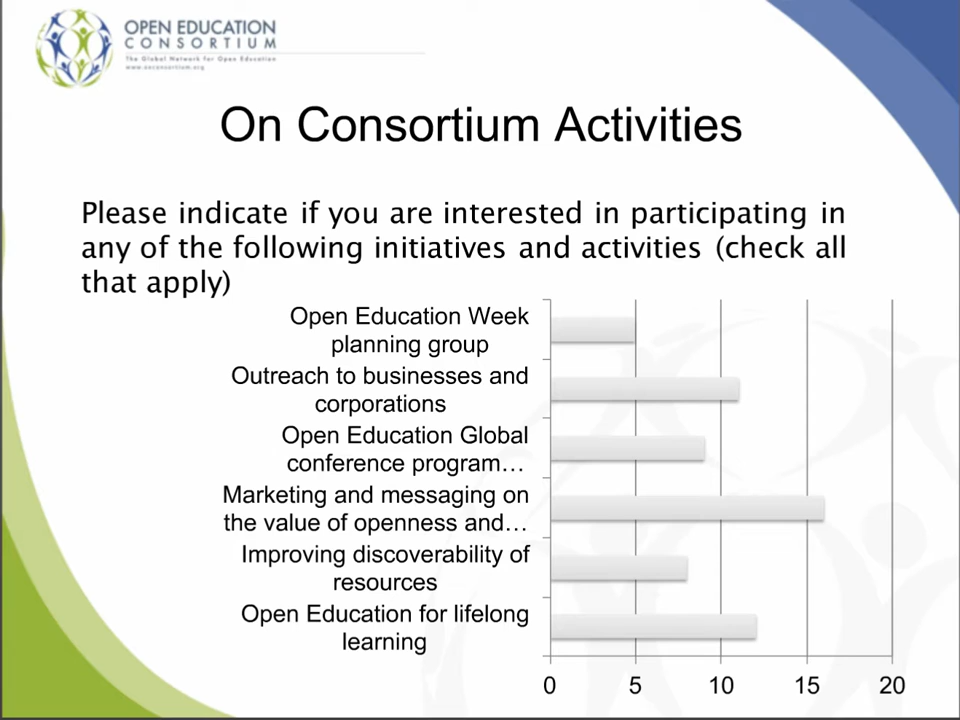 OPEN EDUCATION
CONSORTIUM
The Global Network for Open Education
www.oeconsortium.org
On Consortium Activities
Please indicate if you are interested in participating in
any of the following initiatives and activities (check all
that apply)
Open Education Week
planning group
Outreach to businesses and
corporations
Open Education Global
conference program…
Marketing and messaging on
the value of openness and…
Improving discoverability of
resources
Open Education for lifelong
learning
0 5 10 15 20